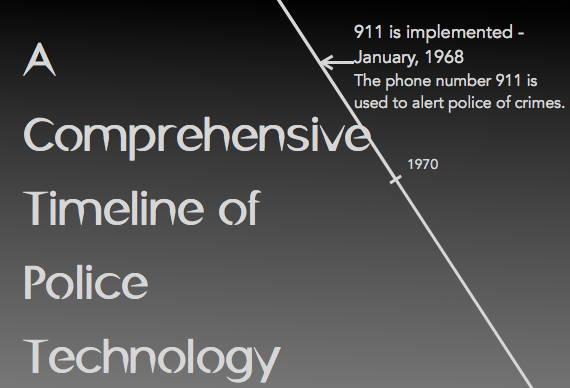 A
Comprehensive
Timeline of
Police
Technology
911 is implemented -
January, 1968
The phone number 911 is
used to alert police of crimes.
1970